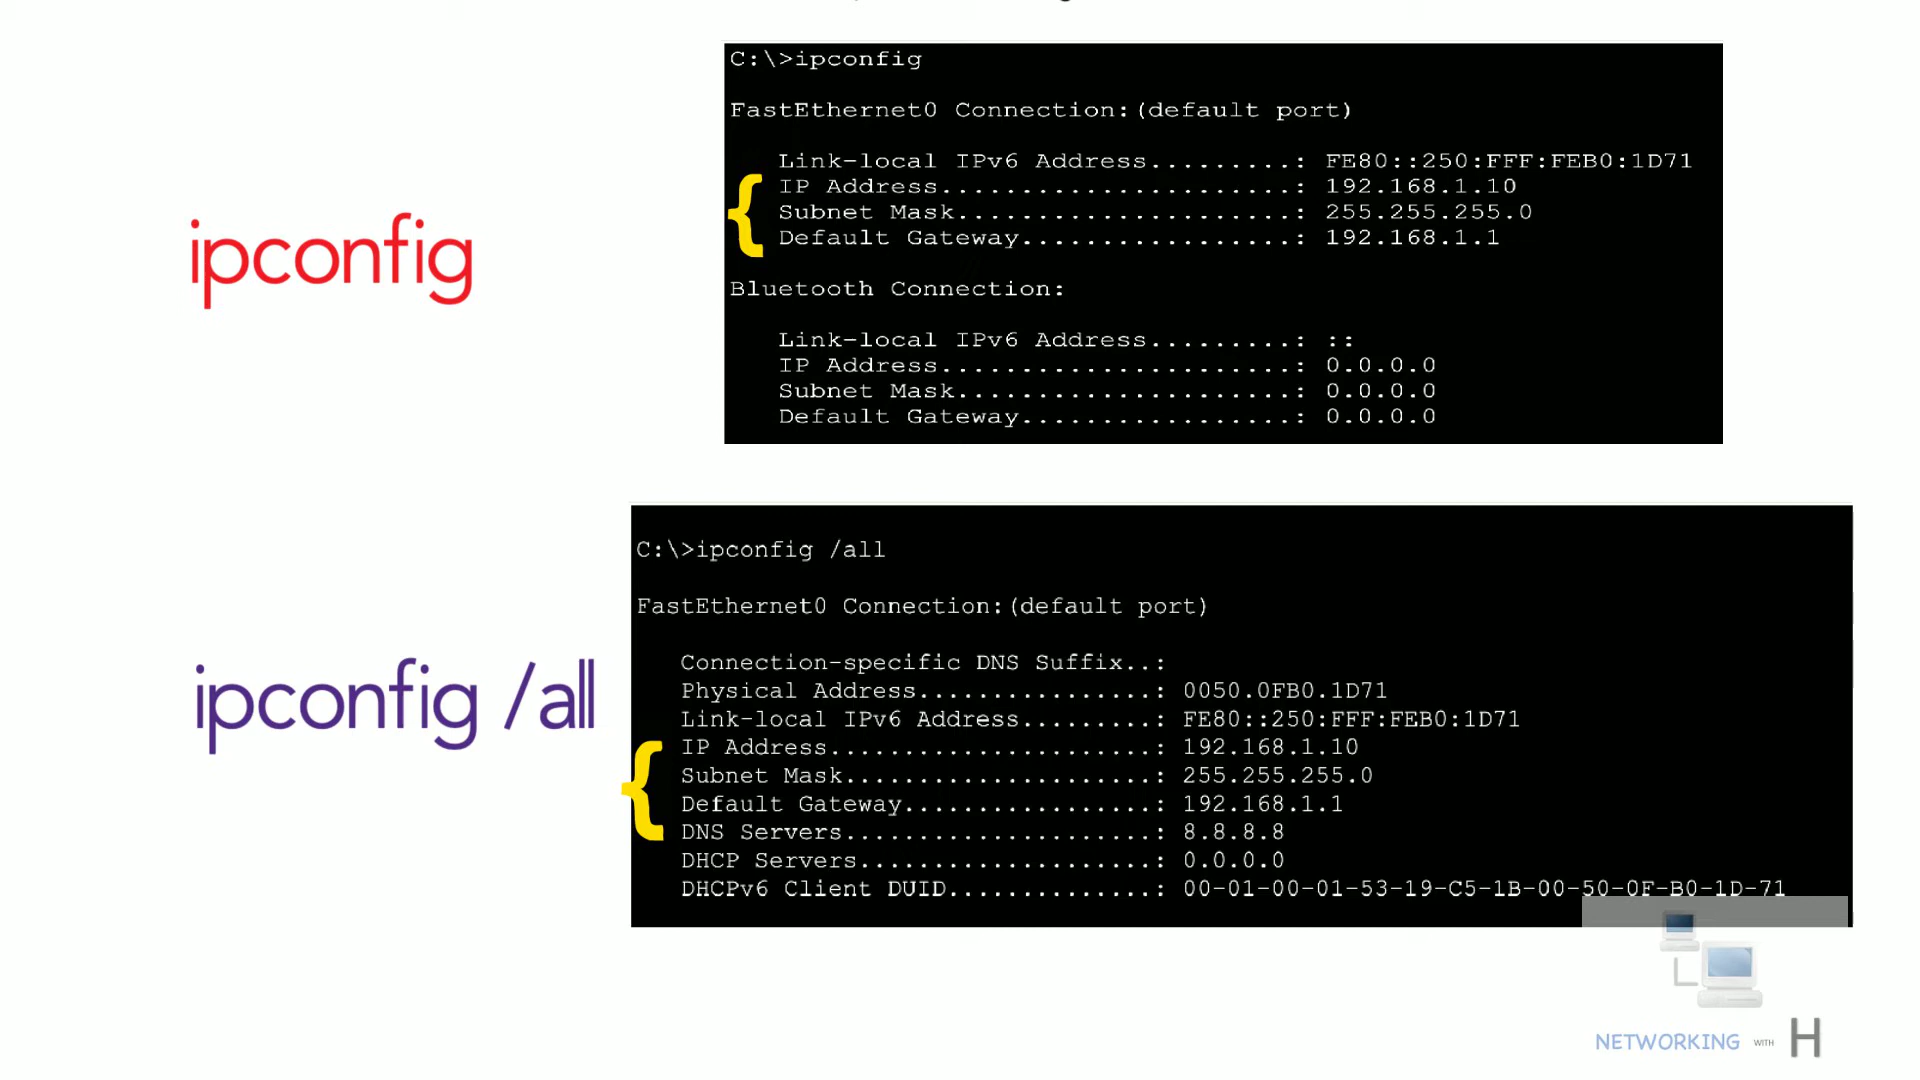 ipconfig
C:\>ipconfig
FastEthernet0 Connection:(default port)
Link-local IPv6 Address.........: FE80::250:FFF:FEB0:1D71
IP Address......................: 192.168.1.10
Subnet Mask.....................: 255.255.255.0
Default Gateway.................: 192.168.1.1
Bluetooth Connection:
Link-local IPv6 Address.........: ::
IP Address......................: 0.0.0.0
Subnet Mask.....................: 0.0.0.0
Default Gateway.................: 0.0.0.0
ipconfig /all
C:\>ipconfig /all
FastEthernet0 Connection:(default port)
Connection-specific DNS Suffix..:
Physical Address................: 0050.0FB0.1D71
Link-local IPv6 Address.........: FE80::250:FFF:FEB0:1D71
IP Address......................: 192.168.1.10
Subnet Mask.....................: 255.255.255.0
Default Gateway.................: 192.168.1.1
DNS Servers.....................: 8.8.8.8
DHCP Servers....................: 0.0.0.0
DHCPv6 Client DUID..............: 00-01-00-01-53-19-C5-1B-00-50-0F-B0-1D-71
NETWORKING WITH H